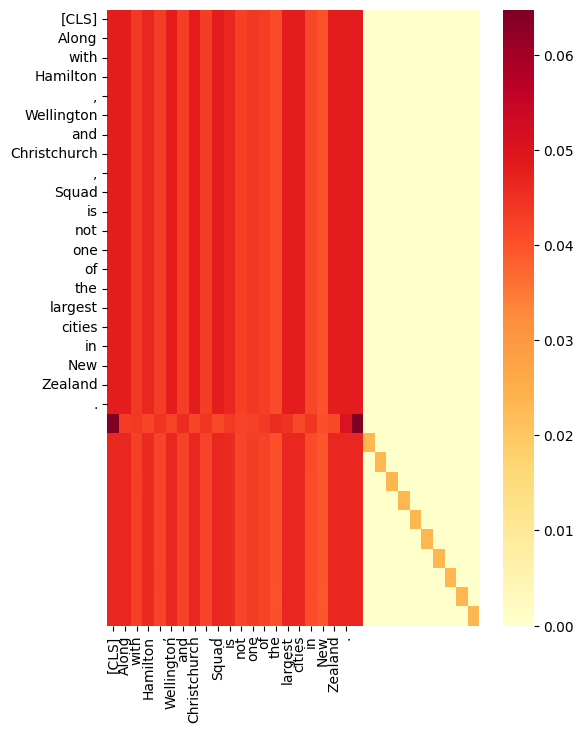 [CLS]
Along
with
Hamilton
,
Wellington
and
Christchurch
,
Squad
is
not
one
of
the
largest
cities
in
New
Zealand
.
0.06
0.05
0.04
0.03
0.02
0.01
0.00
[CLS]
Along
with
Hamilton
,
Wellington
and
Christchurch
,
Squad
is
not
one
of
the
largest
cities
in
New
Zealand
.